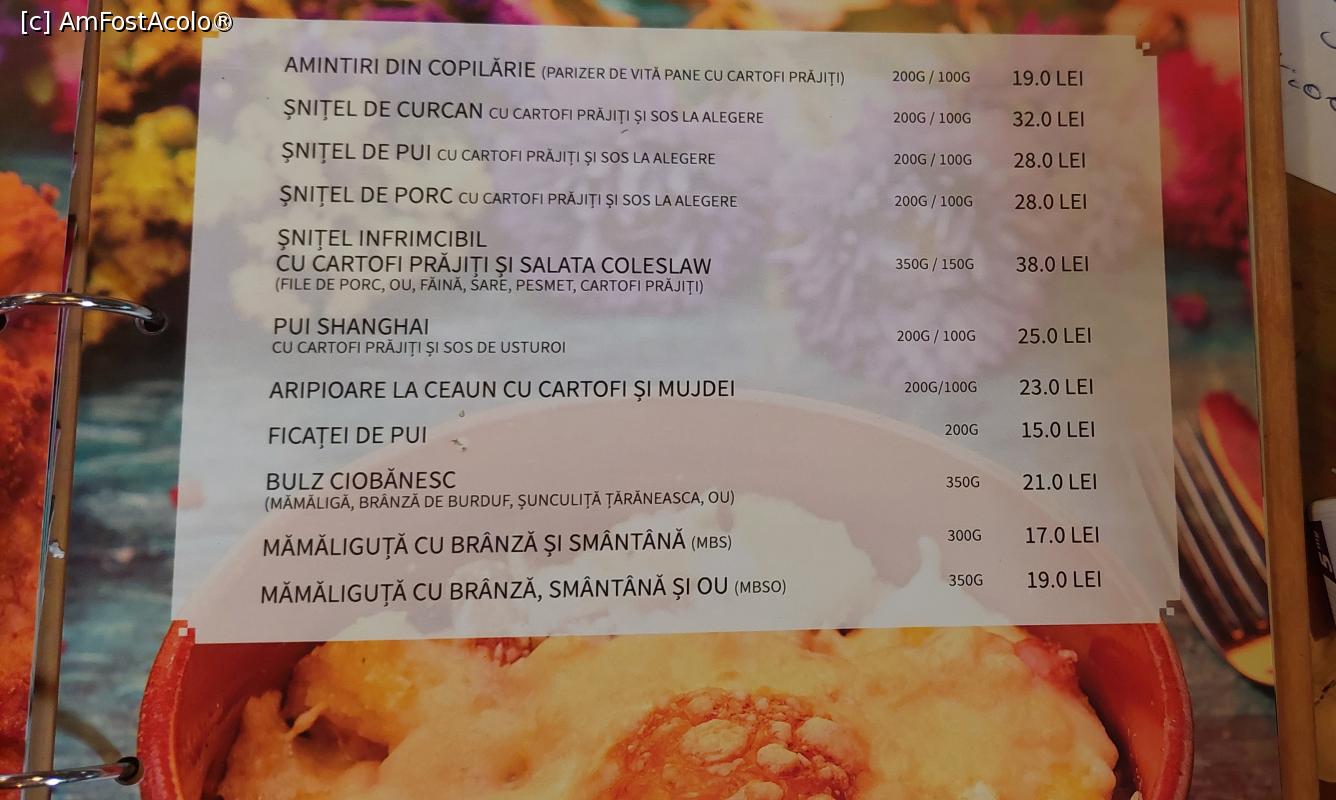 [c] AmFostAcolo®
AMINTIRI DIN COPILĂRIE (PARIZER DE VITĂ PANE CU CARTOFI PRĂJIȚI) 200G / 100G 19.0 LEI
ȘNIȚEL DE CURCAN CU CARTOFI PRĂJIȚI ȘI SOS LA ALEGERE 200G / 100G 32.0 LEI
ȘNIȚEL DE PUI CU CARTOFI PRĂJIȚI ȘI SOS LA ALEGERE 200G / 100G 28.0 LEI
ȘNIȚEL DE PORC CU CARTOFI PRĂJIȚI ȘI SOS LA ALEGERE 200G / 100G 28.0 LEI
ȘNIȚEL INFRIMCIBIL
CU CARTOFI PRĂJIȚI ȘI SALATA COLESLAW 350G / 150G 38.0 LEI
(FILE DE PORC, OU, FĂINĂ, SARE, PESMET, CARTOFI PRĂJIȚI)
PUI SHANGHAI 200G / 100G 25.0 LEI
CU CARTOFI PRĂJIȚI ȘI SOS DE USTUROI
ARIPIOARE LA CEAUN CU CARTOFI ȘI MUJDEI 200G/100G 23.0 LEI
FICAȚEI DE PUI 200G 15.0 LEI
BULZ CIOBĂNESC 350G 21.0 LEI
(MĂMĂLIGĂ, BRÂNZĂ DE BURDUF, ȘUNCULIȚĂ ȚĂRĂNEASCA, OU)
MĂMĂLIGUȚĂ CU BRÂNZĂ ȘI SMÂNTÂNĂ (MBS) 300G 17.0 LEI
MĂMĂLIGUȚĂ CU BRÂNZĂ, SMÂNTÂNĂ ȘI OU (MBSO) 350G 19.0 LEI